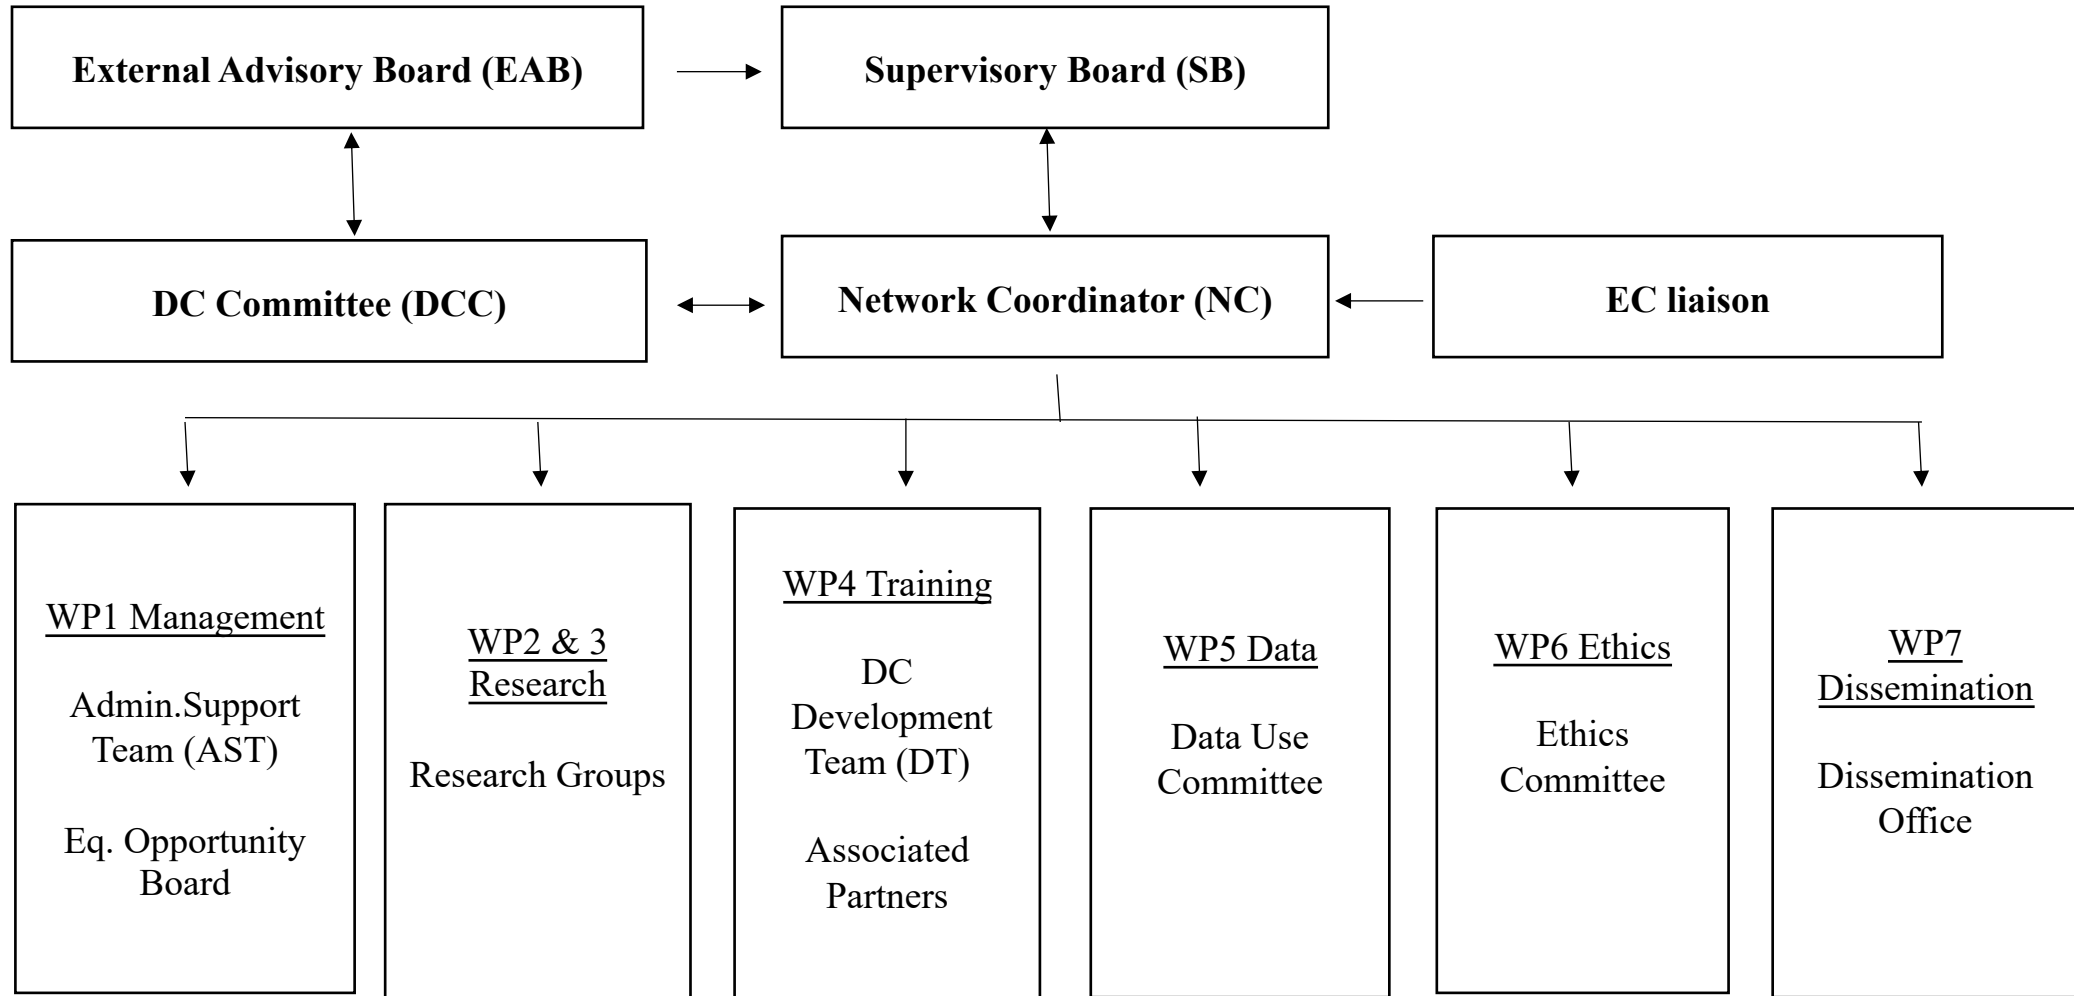 External Advisory Board (EAB)
Supervisory Board (SB)
DC Committee (DCC)
Network Coordinator (NC)
EC liaison
WP1 Management
Admin.Support
Team (AST)
Eq. Opportunity
Board
WP2 & 3
Research
Research Groups
WP4 Training
DC
Development
Team (DT)
Associated
Partners
WP5 Data
Data Use
Committee
WP6 Ethics
Ethics
Committee
WP7
Dissemination
Dissemination
Office